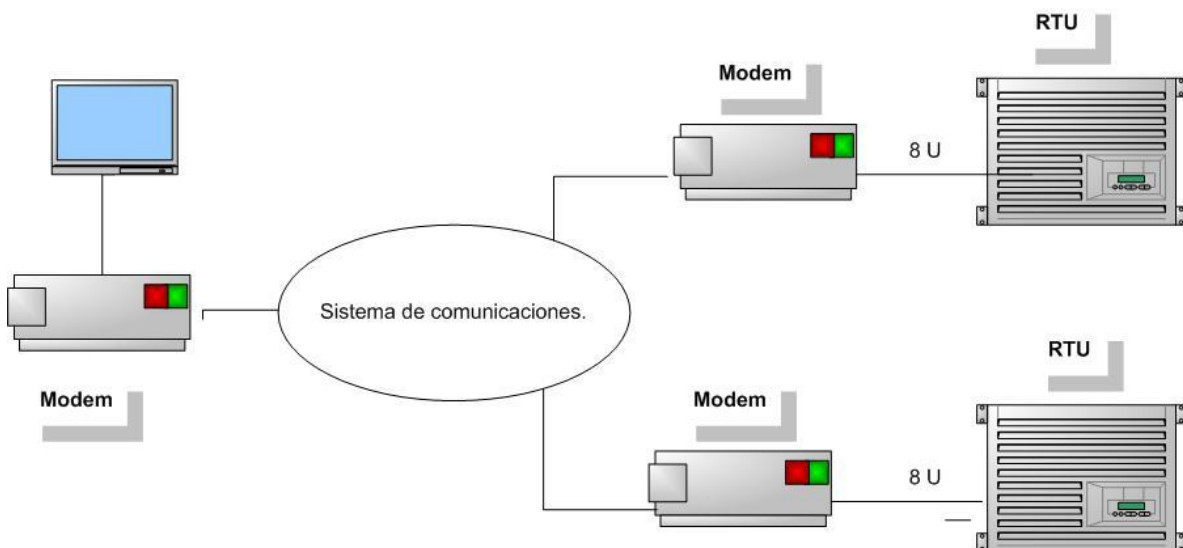 RTU
Modem
8 U
Sistema de comunicaciones.
RTU
Modem
Modem
8 U